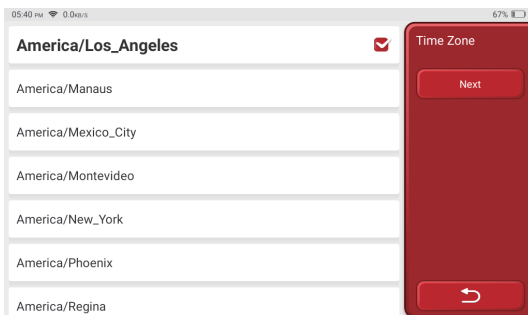 05:40 PM 0.0KB/S 67%
America/Los_Angeles
America/Manaus
America/Mexico_City
America/Montevideo
America/New_York
America/Phoenix
America/Regina
Time Zone
Next